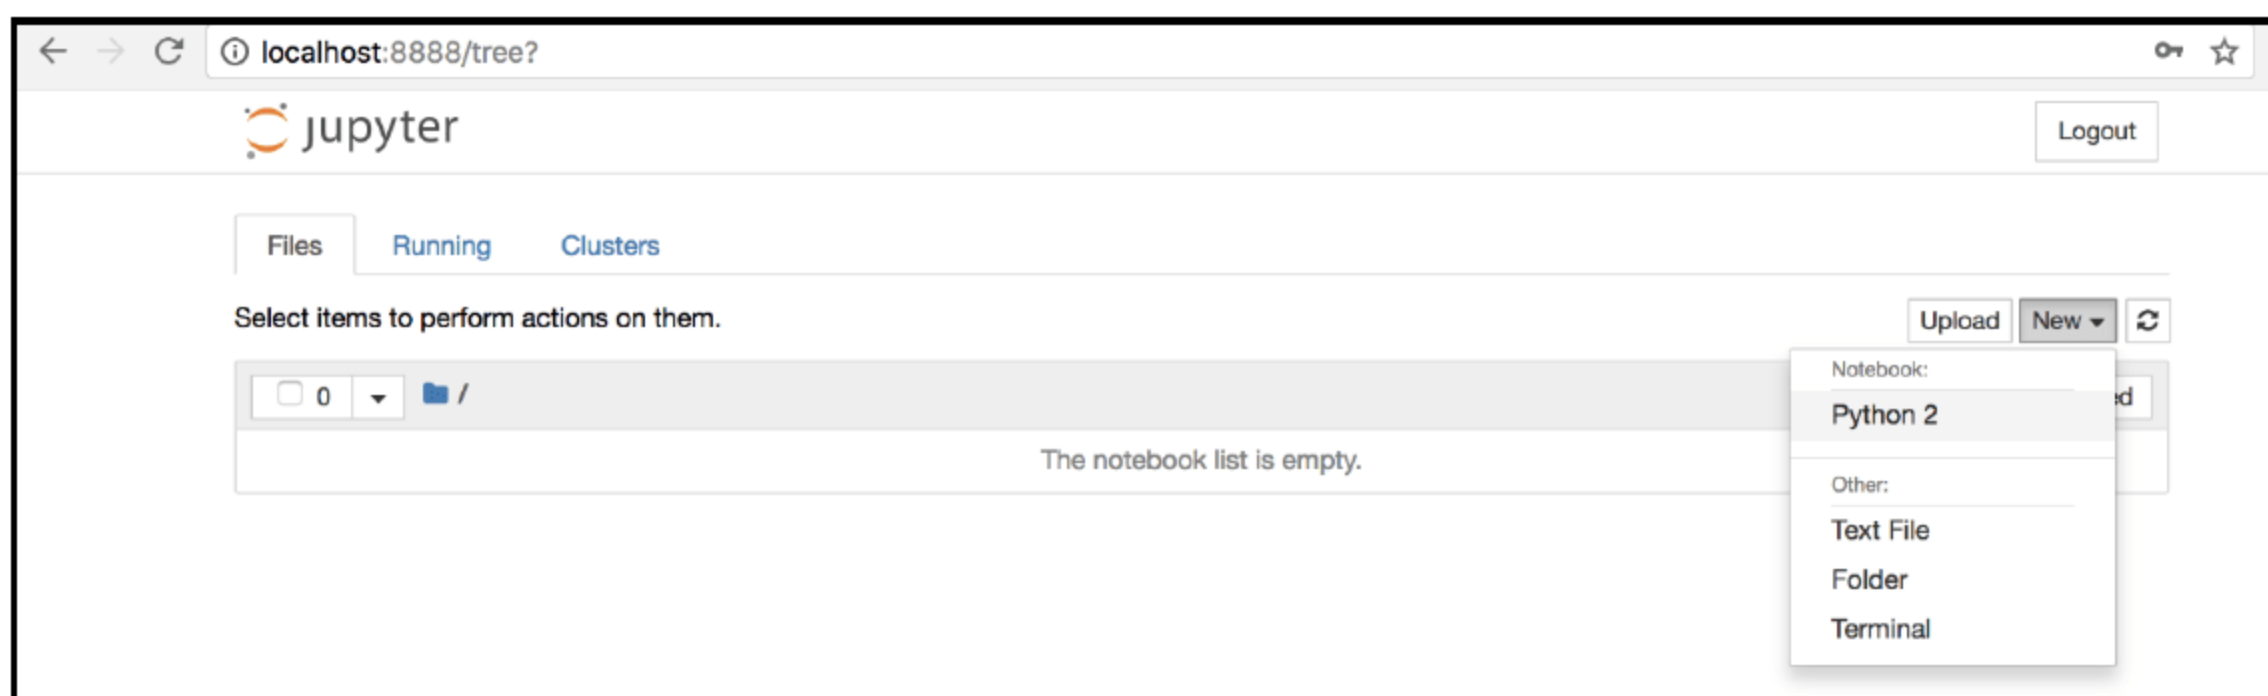 localhost:8888/tree?
jupyter
Logout
Files Running Clusters
Select items to perform actions on them.
Upload New
0 /
Notebook:
Python 2
The notebook list is empty.
Other:
Text File
Folder
Terminal